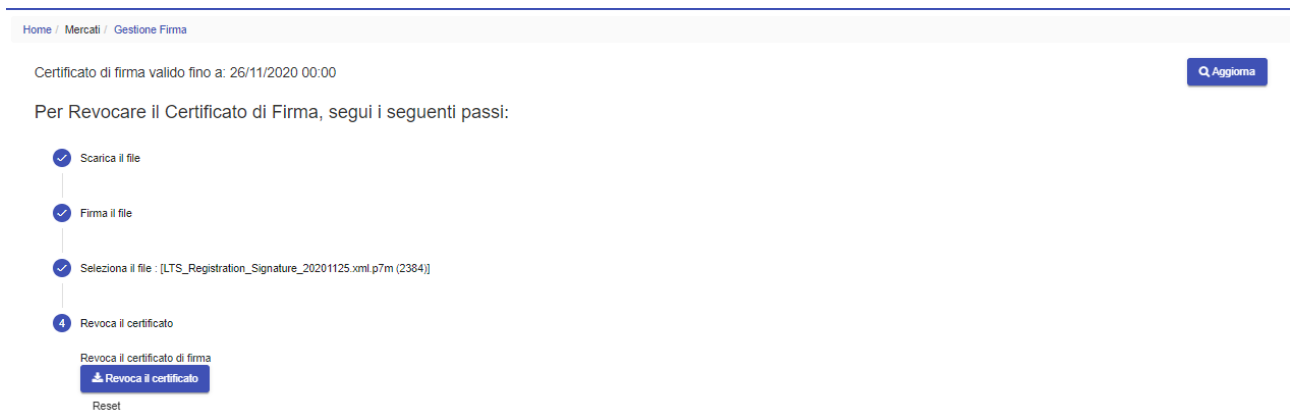 Home / Mercati / Gestione Firma
Certificato di firma valido fino a: 26/11/2020 00:00
Aggiorna
Per Revocare il Certificato di Firma, segui i seguenti passi:
Scarica il file
Firma il file
Seleziona il file : [LTS_Registration_Signature_20201125.xml.p7m (2384)]
4 Revoca il certificato
Revoca il certificato di firma
Revoca il certificato
Reset